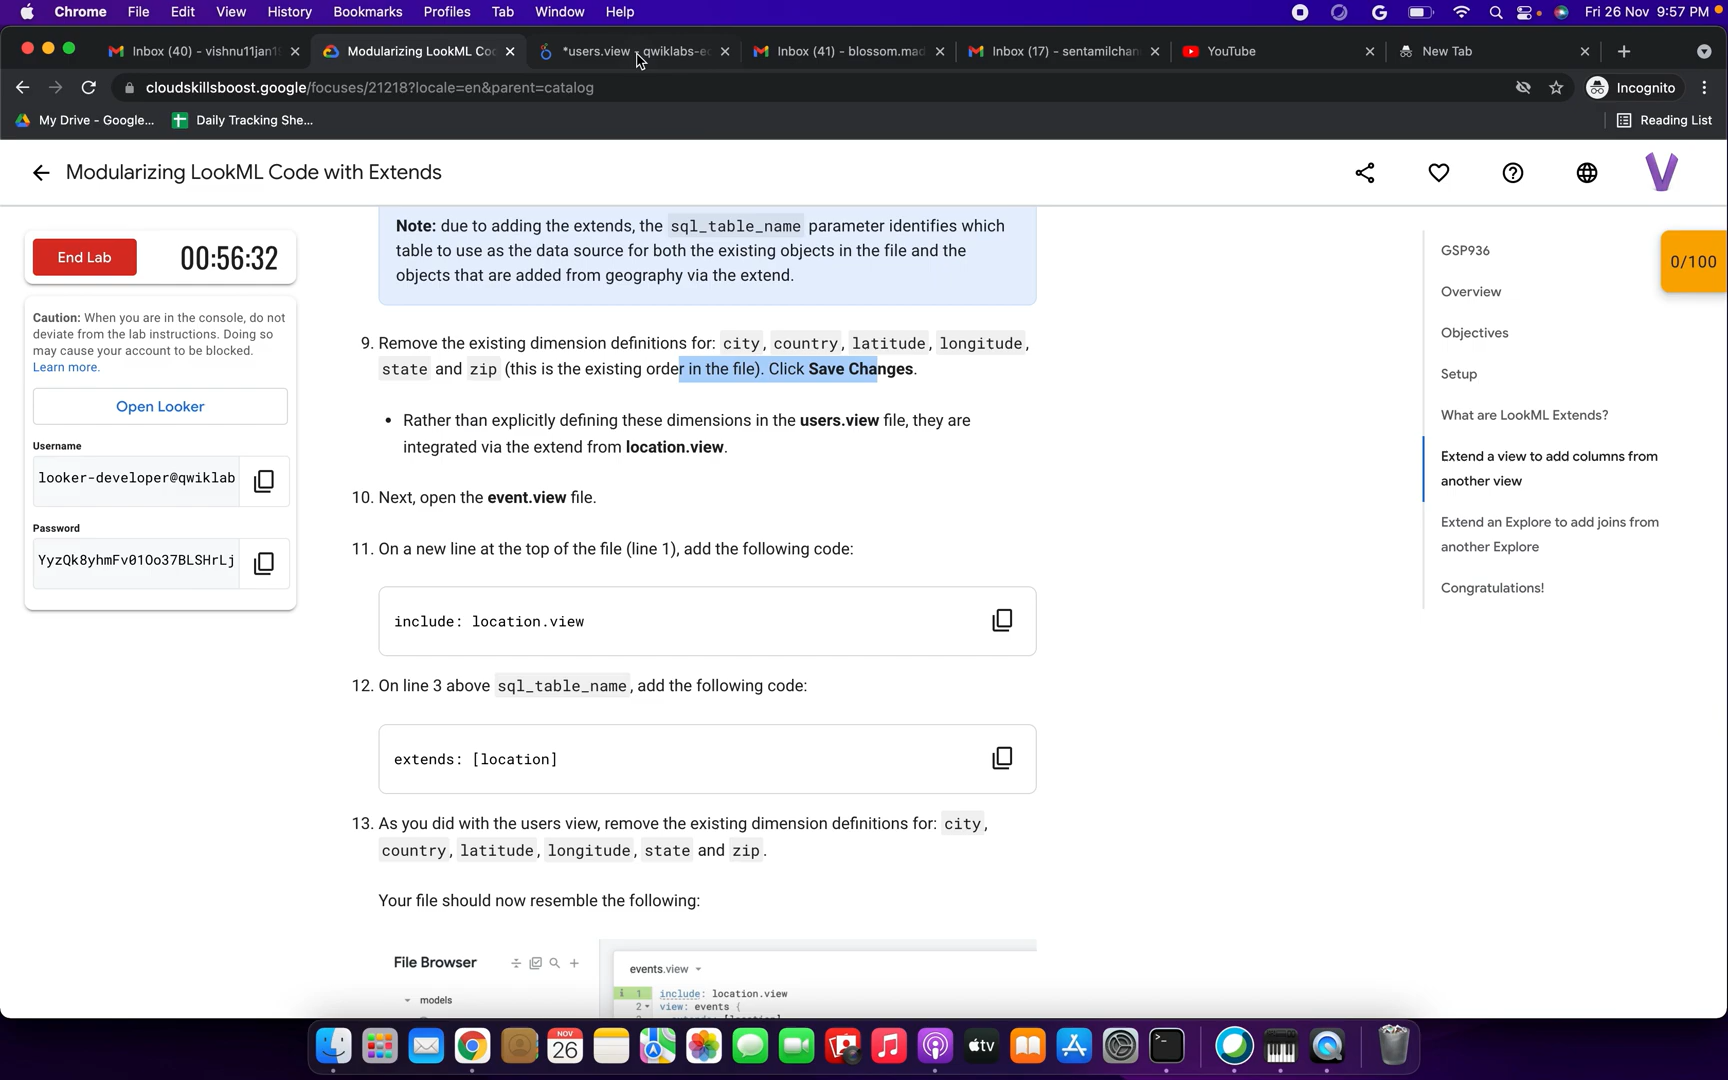 Chrome File Edit View History Bookmarks Profiles Tab Window Help Fri 26 Nov 9:57 PM
Inbox (40) - vishnu11jan1 Modularizing LookML Co *users.view - qwiklabs-e Inbox (41) - blossom.mad Inbox (17) - sentamilchan YouTube New Tab
cloudskillsboost.google/focuses/21218?locale=en&parent=catalog Incognito
My Drive - Google... Daily Tracking She... Reading List
Modularizing LookML Code with Extends
End Lab 00:56:32
Caution: When you are in the console, do not
deviate from the lab instructions. Doing so
may cause your account to be blocked.
Learn more.
Open Looker
Username
looker-developer@qwiklab
Password
YyzQk8yhmFv01Oo37BLSHrLj
Note: due to adding the extends, the sql_table_name parameter identifies which
table to use as the data source for both the existing objects in the file and the
objects that are added from geography via the extend.
9. Remove the existing dimension definitions for: city, country, latitude, longitude,
state and zip (this is the existing order in the file). Click Save Changes.
• Rather than explicitly defining these dimensions in the users.view file, they are
integrated via the extend from location.view.
10. Next, open the event.view file.
11. On a new line at the top of the file (line 1), add the following code:
include: location.view
12. On line 3 above sql_table_name, add the following code:
extends: [location]
13. As you did with the users view, remove the existing dimension definitions for: city,
country, latitude, longitude, state and zip.
Your file should now resemble the following:
File Browser
models
events.view
i 1 include: location.view
2 view: events {
GSP936
Overview
Objectives
Setup
What are LookML Extends?
Extend a view to add columns from
another view
Extend an Explore to add joins from
another Explore
Congratulations!
0/100
V
NOV
26
tv